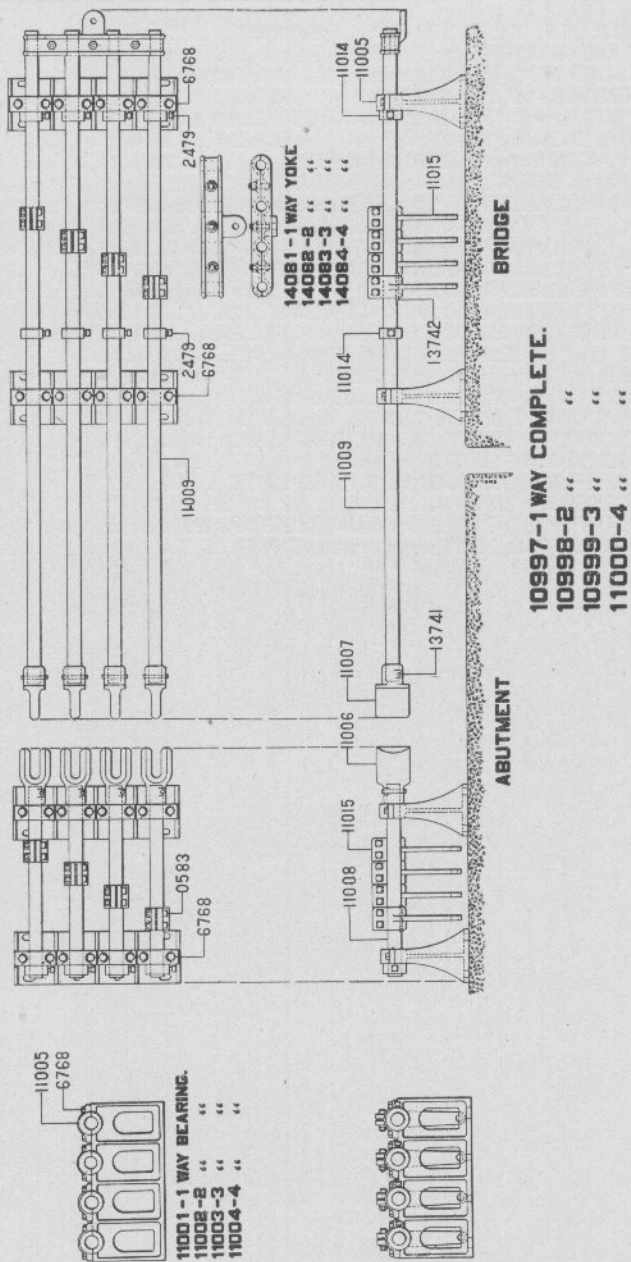 11005
6768
11001-1 WAY BEARING.
11002-2 “ “
11003-3 “ “
11004-4 “ “
0583
6768
11009
2479
6768
2479
6768
14081-1 WAY YOKE
14082-2 “ “
14083-3 “ “
14084-4 “ “
11008
11015
11006
11007
13741
11009
11014
13742
11015
11014
11005
ABUTMENT
BRIDGE
10997-1 WAY COMPLETE.
10998-2 “ “
10999-3 “ “
11000-4 “ “